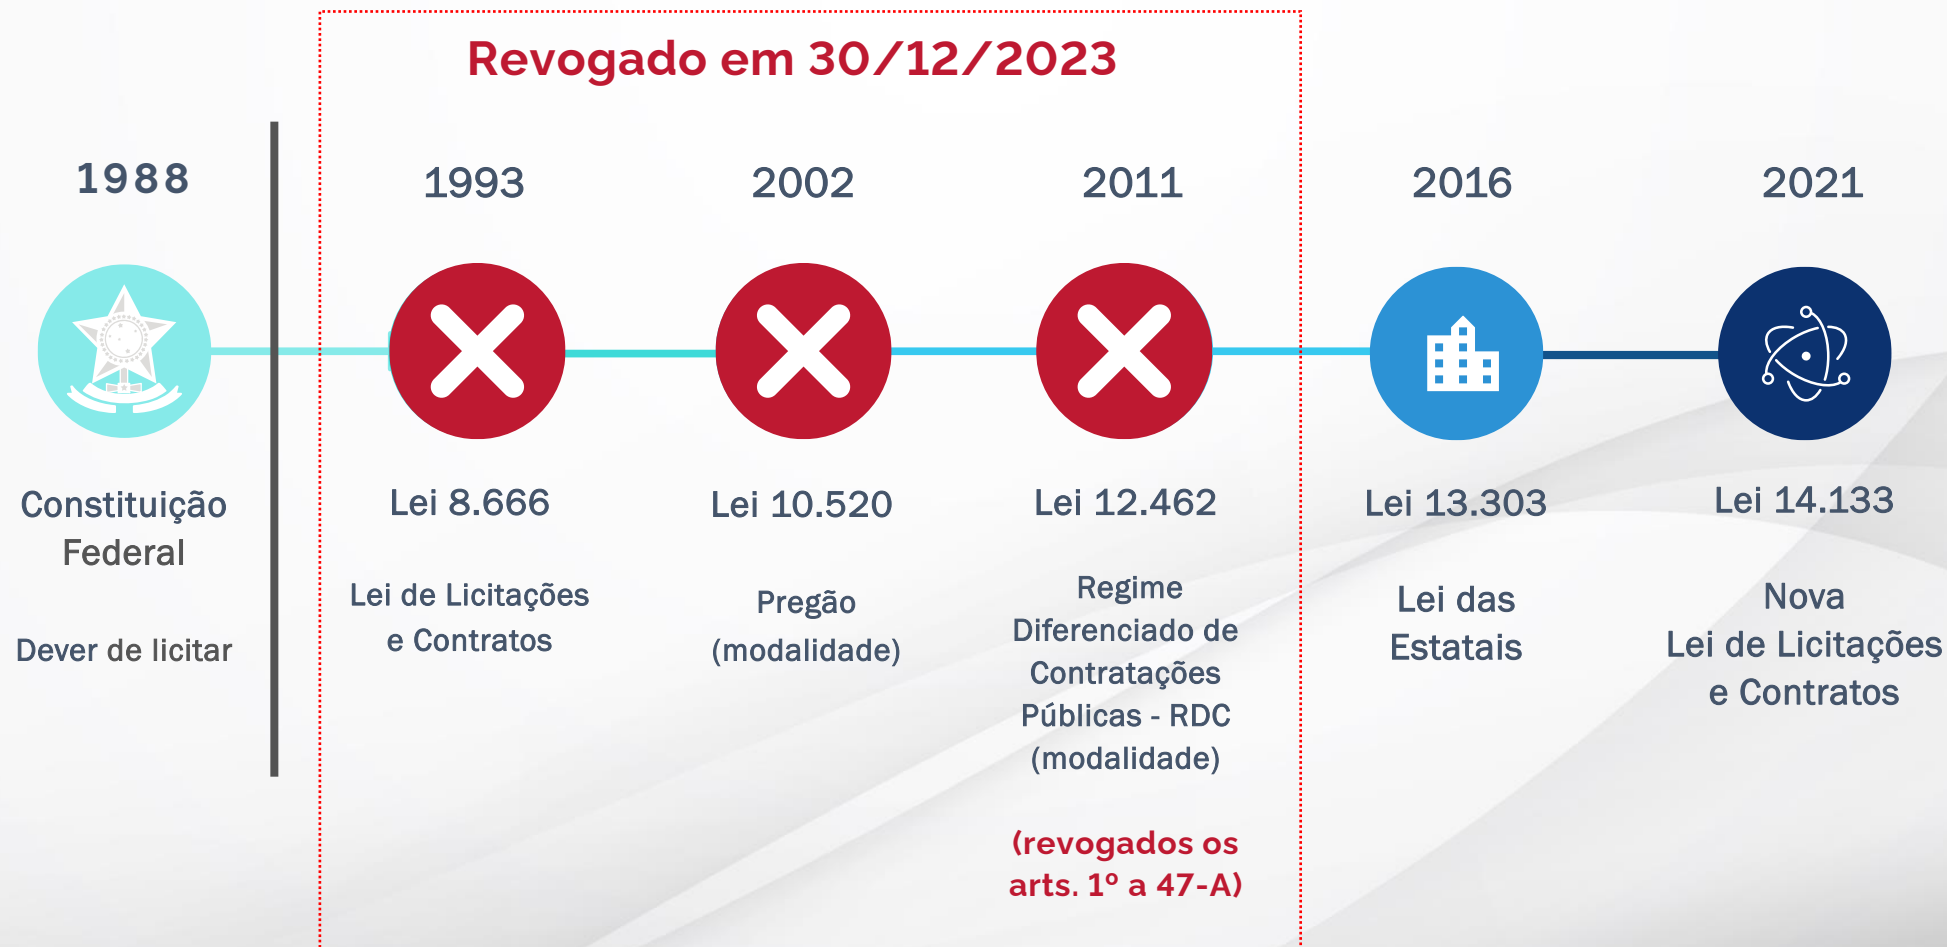 Revogado em 30/12/2023
1988
Constituição
Federal
Dever de licitar
1993
Lei 8.666
Lei de Licitações
e Contratos
2002
Lei 10.520
Pregão
(modalidade)
2011
Lei 12.462
Regime
Diferenciado de
Contratações
Públicas - RDC
(modalidade)
(revogados os
arts. 1º a 47-A)
2016
Lei 13.303
Lei das
Estatais
2021
Lei 14.133
Nova
Lei de Licitações
e Contratos